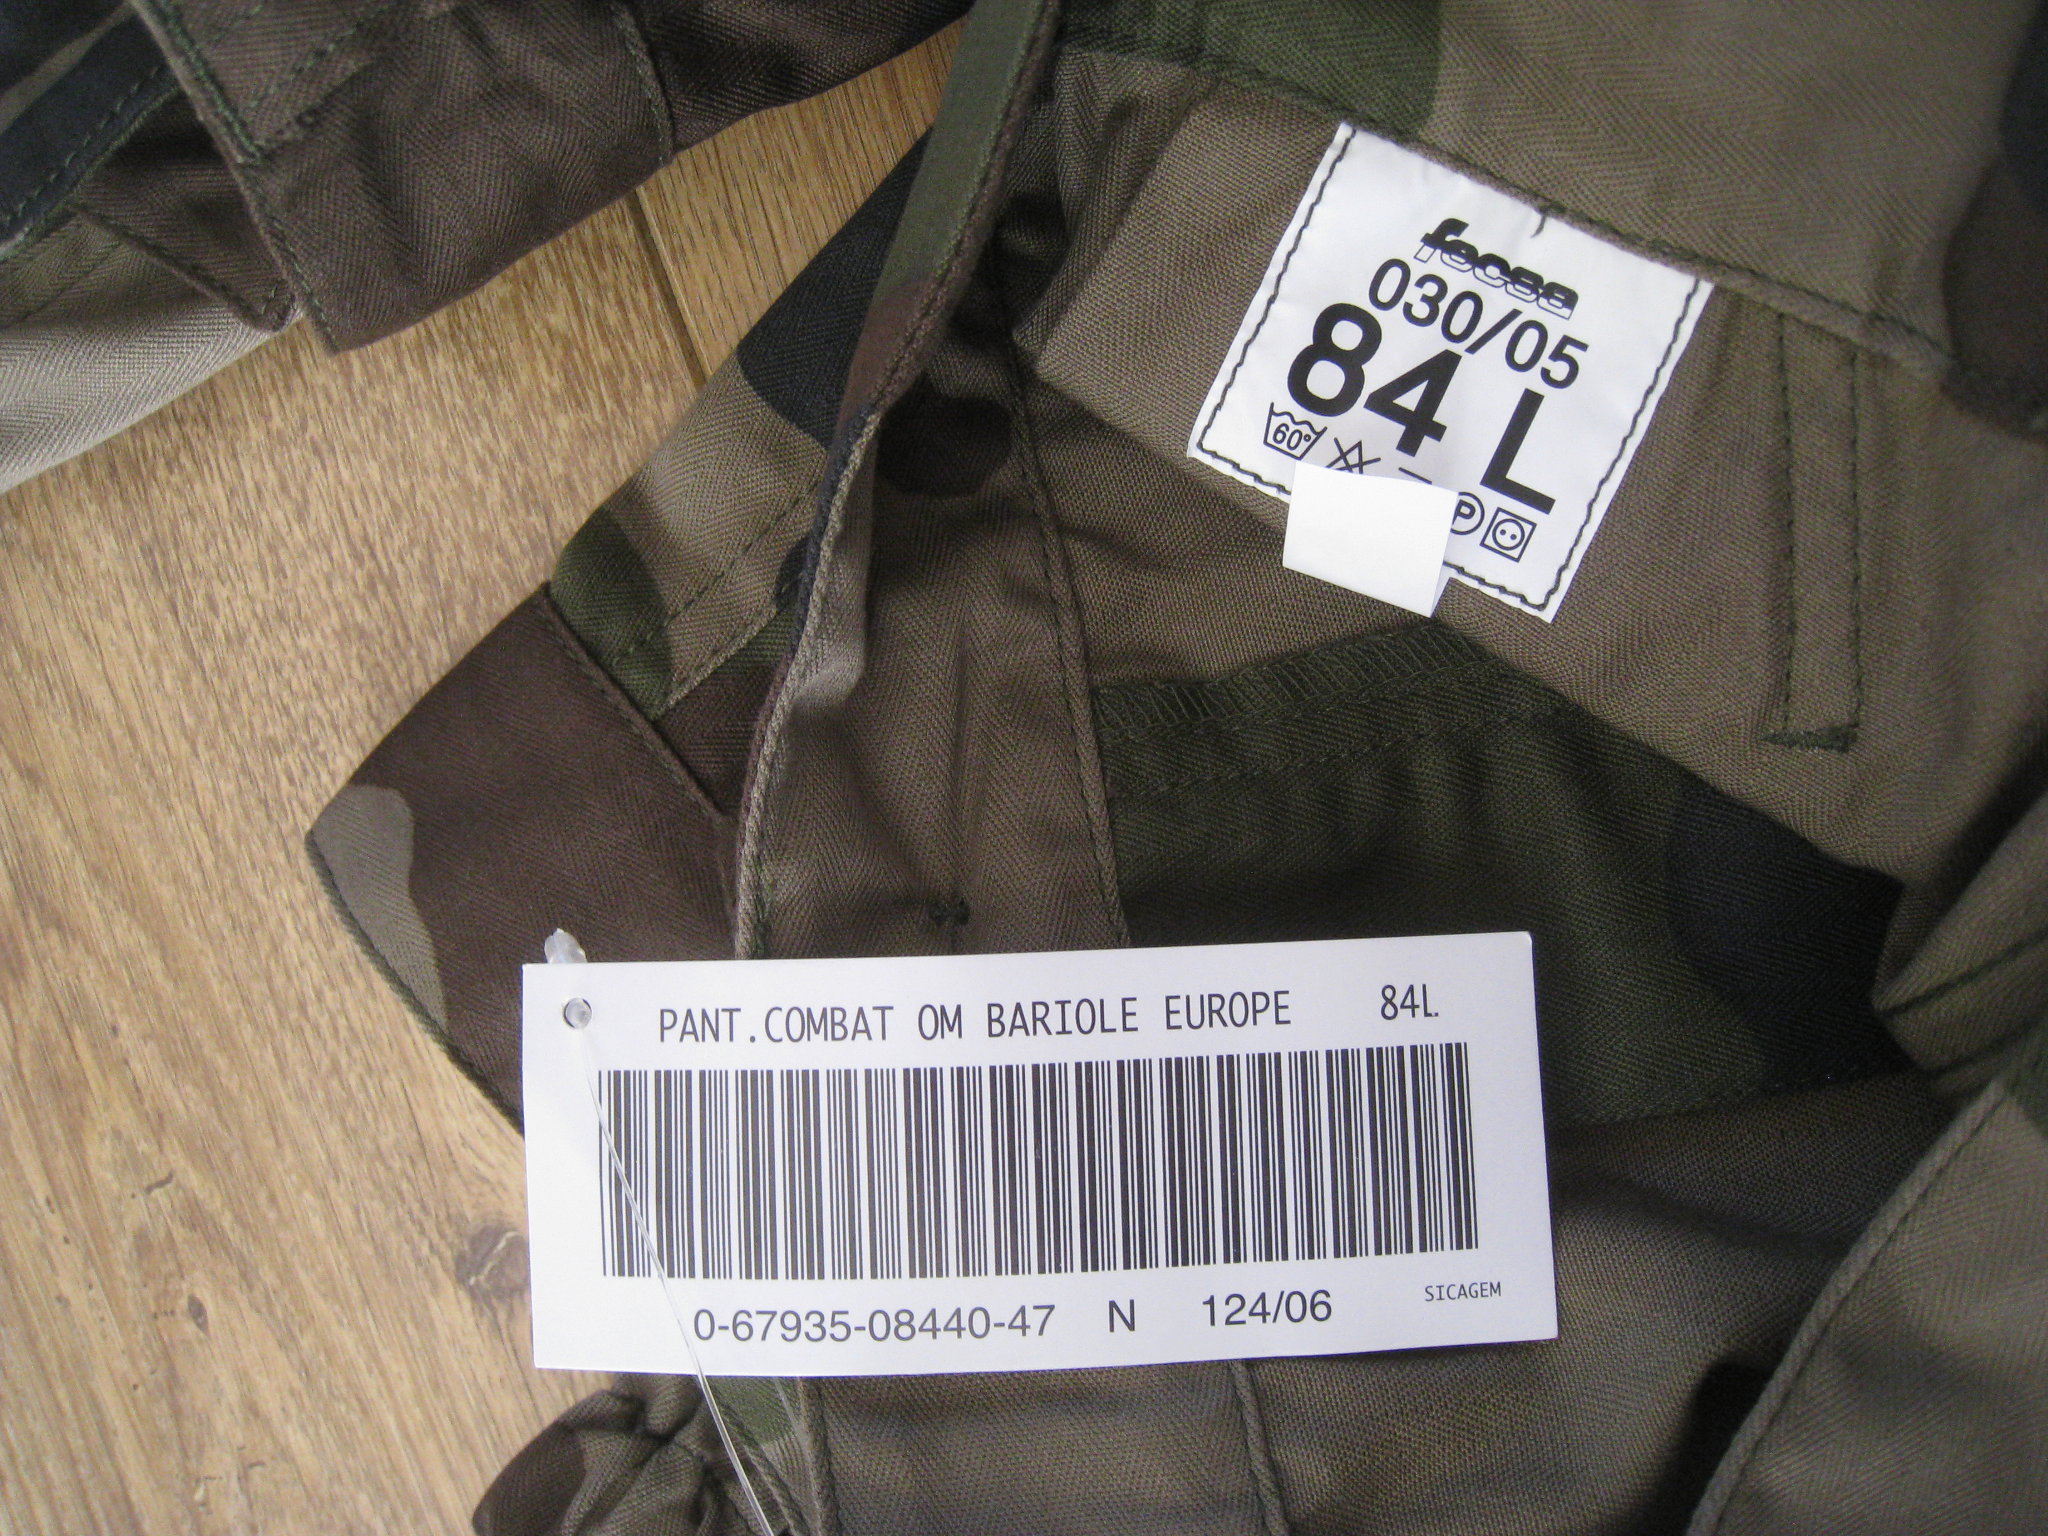 fecsa
030/05
84 L
60°
P
PANT.COMBAT OM BARIOLE EUROPE 84L
0-67935-08440-47 N 124/06
SICAGEM